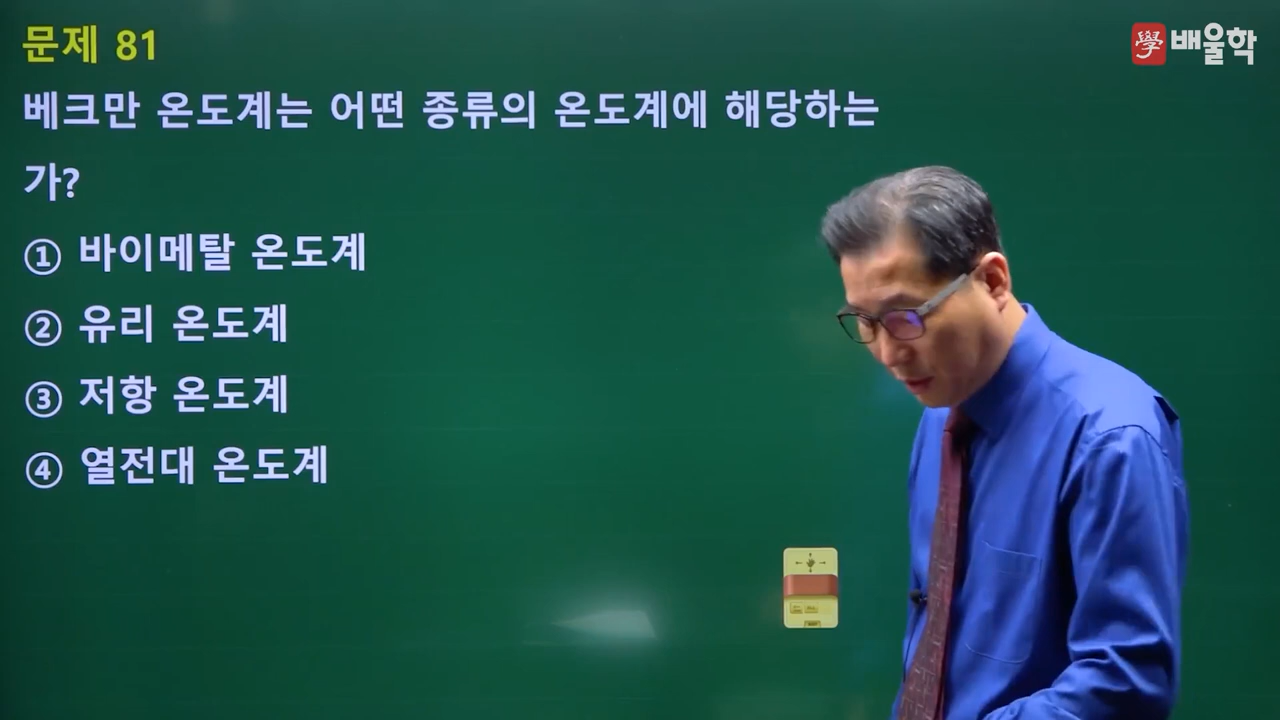 문제 81
學 배울학
베크만 온도계는 어떤 종류의 온도계에 해당하는
가?
① 바이메탈 온도계
② 유리 온도계
③ 저항 온도계
④ 열전대 온도계